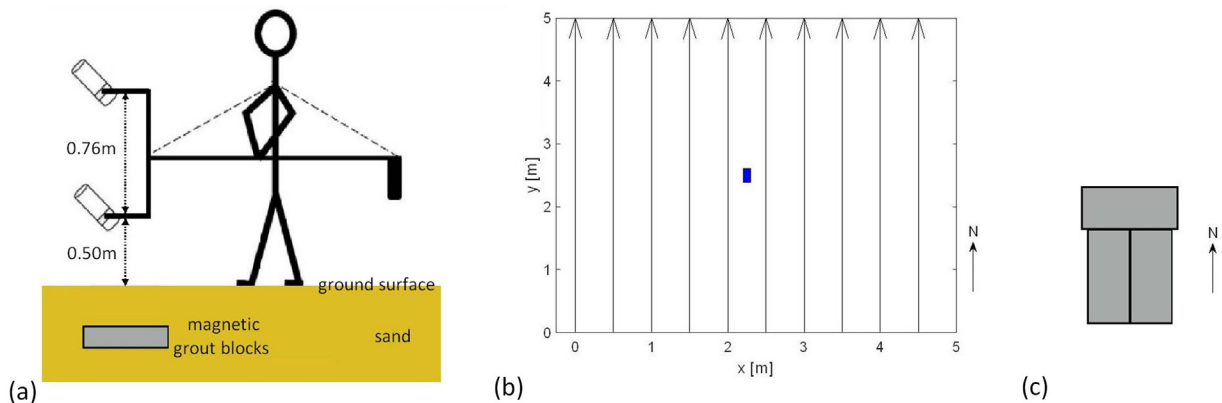 0.76m
0.50m
ground surface
magnetic
grout blocks
sand
(a)
5
4
3
2
1
0
y [m]
0 1 2 3 4 5
x [m]
N
(b)
N
(c)